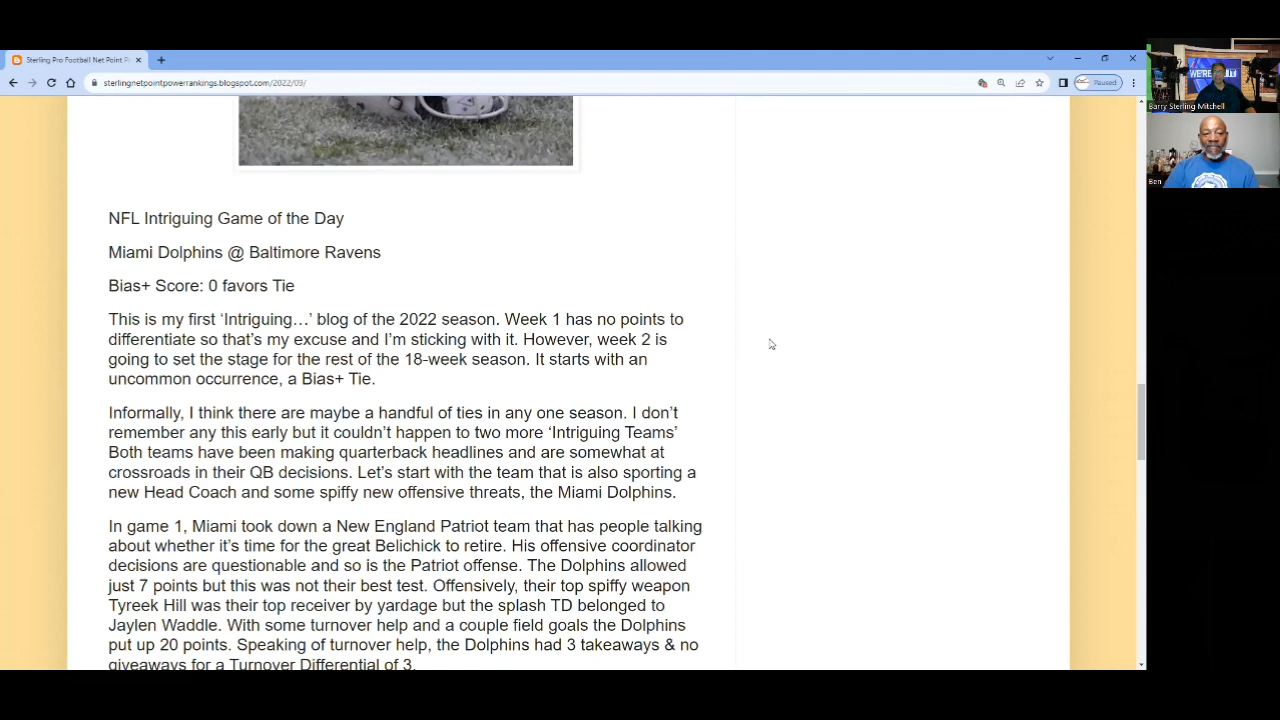 Sterling Pro Football Net Point P
sterlingnetpointpowerrankings.blogspot.com/2022/09/
Paused
WE'RE
Barry Sterling Mitchell
Ben
NFL Intriguing Game of the Day
Miami Dolphins @ Baltimore Ravens
Bias+ Score: 0 favors Tie
This is my first ‘Intriguing…’ blog of the 2022 season. Week 1 has no points to
differentiate so that’s my excuse and I’m sticking with it. However, week 2 is
going to set the stage for the rest of the 18-week season. It starts with an
uncommon occurrence, a Bias+ Tie.
Informally, I think there are maybe a handful of ties in any one season. I don’t
remember any this early but it couldn’t happen to two more ‘Intriguing Teams’
Both teams have been making quarterback headlines and are somewhat at
crossroads in their QB decisions. Let’s start with the team that is also sporting a
new Head Coach and some spiffy new offensive threats, the Miami Dolphins.
In game 1, Miami took down a New England Patriot team that has people talking
about whether it’s time for the great Belichick to retire. His offensive coordinator
decisions are questionable and so is the Patriot offense. The Dolphins allowed
just 7 points but this was not their best test. Offensively, their top spiffy weapon
Tyreek Hill was their top receiver by yardage but the splash TD belonged to
Jaylen Waddle. With some turnover help and a couple field goals the Dolphins
put up 20 points. Speaking of turnover help, the Dolphins had 3 takeaways & no
giveaways for a Turnover Differential of 3.